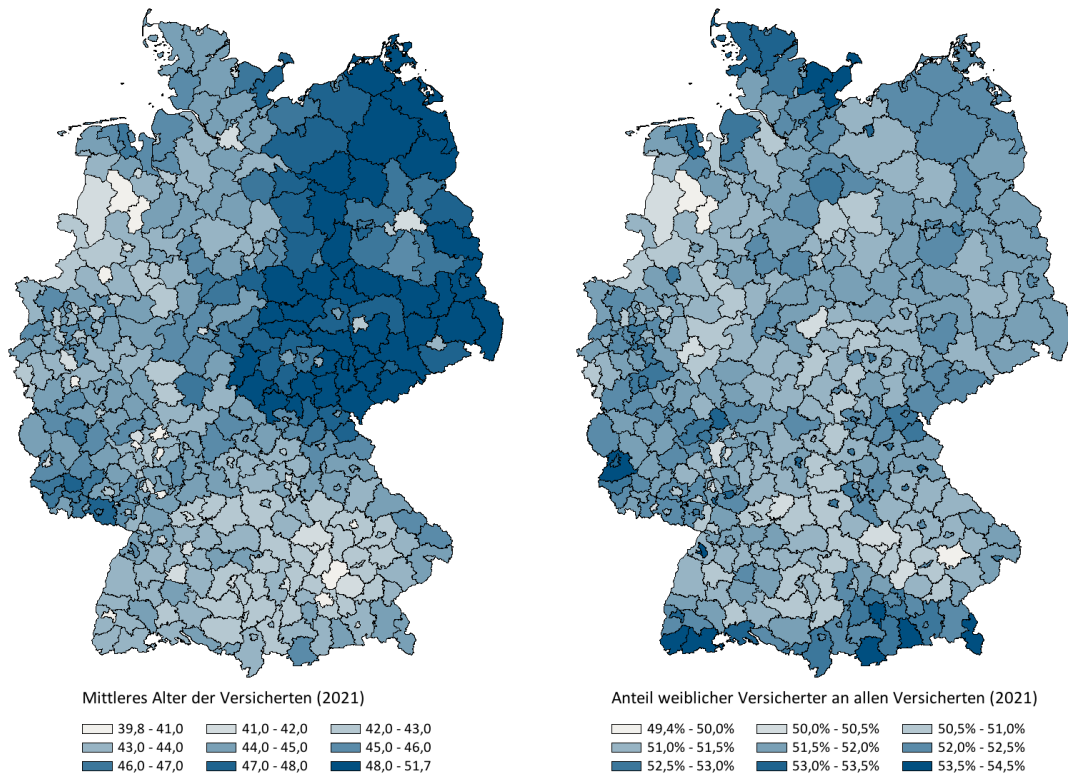 Mittleres Alter der Versicherten (2021)
39,8 - 41,0 41,0 - 42,0 42,0 - 43,0
43,0 - 44,0 44,0 - 45,0 45,0 - 46,0
46,0 - 47,0 47,0 - 48,0 48,0 - 51,7
Anteil weiblicher Versicherter an allen Versicherten (2021)
49,4% - 50,0% 50,0% - 50,5% 50,5% - 51,0%
51,0% - 51,5% 51,5% - 52,0% 52,0% - 52,5%
52,5% - 53,0% 53,0% - 53,5% 53,5% - 54,5%